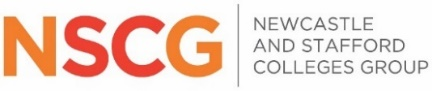 NSCG
NEWCASTLE
AND STAFFORD
COLLEGES GROUP